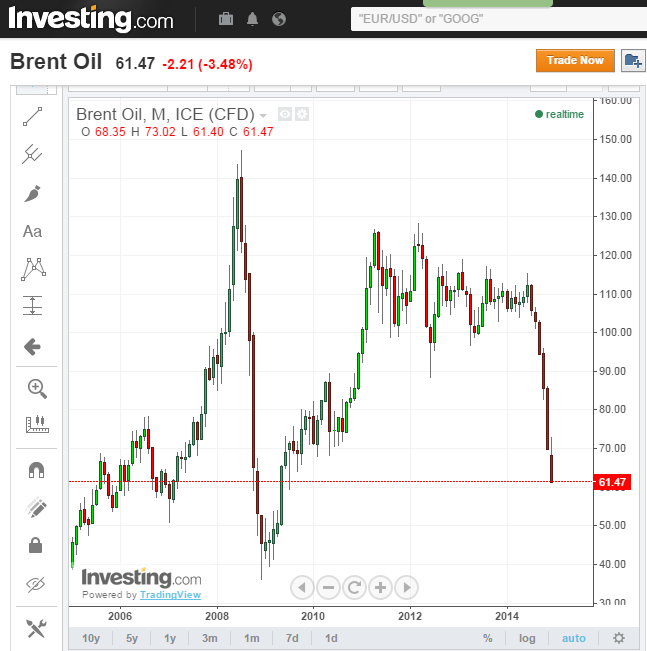 Investing.com
"EUR/USD" or "GOOG"
Brent Oil 61.47 -2.21 (-3.48%)
Trade Now
Brent Oil, M, ICE (CFD)
realtime
O 68.35 H 73.02 L 61.40 C 61.47
Aa
160.00
150.00
140.00
130.00
120.00
110.00
100.00
90.00
80.00
70.00
61.47
50.00
40.00
30.00
Investing.com
Powered by TradingView
2006 2008 2010 2012 2014
10y 5y 1y 3m 1m 7d 1d % log auto